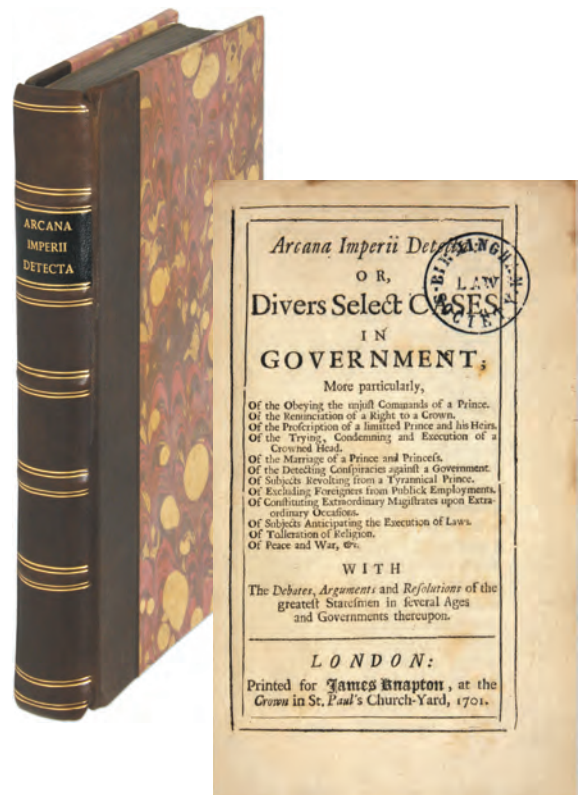 ARCANA
IMPERII
DETECTA
Arcana Imperii Detecta:
OR,
Divers Select CASES
IN
GOVERNMENT;
More particularly,
Of the Obeying the unjuſt Commands of a Prince.
Of the Renunciation of a Right to a Crown.
Of the Proſcription of a limitted Prince and his Heirs.
Of the Trying, Condemning and Execution of a
Crowned Head.
Of the Marriage of a Prince and Princeſs.
Of the Detecting Conſpiracies againſt a Government.
Of Subjects Revolting from a Tyrannical Prince.
Of Excluding Foreigners from Publick Employments.
Of Conſtituting Extraordinary Magiſtrates upon Extra-
ordinary Occaſions.
Of Subjects Anticipating the Execution of Laws.
Of Tolleration of Religion.
Of Peace and War, &c.
WITH
The Debates, Arguments and Reſolutions of the
greateſt Stateſmen in ſeveral Ages
and Governments thereupon.
LONDON:
Printed for James Knapton, at the
Crown in St. Paul's Church-Yard, 1701.
BIRMINGHAM
LAW
SOCIETY